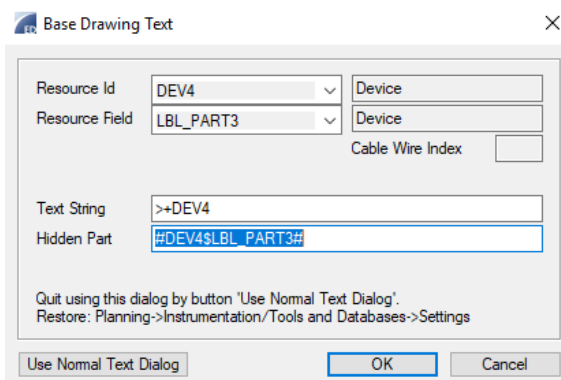 ED Base Drawing Text
Resource Id DEV4 Device
Resource Field LBL_PART3 Device
Cable Wire Index
Text String >+DEV4
Hidden Part #DEV4$LBL_PART3#
Quit using this dialog by button 'Use Normal Text Dialog'.
Restore: Planning->Instrumentation/Tools and Databases->Settings
Use Normal Text Dialog OK Cancel